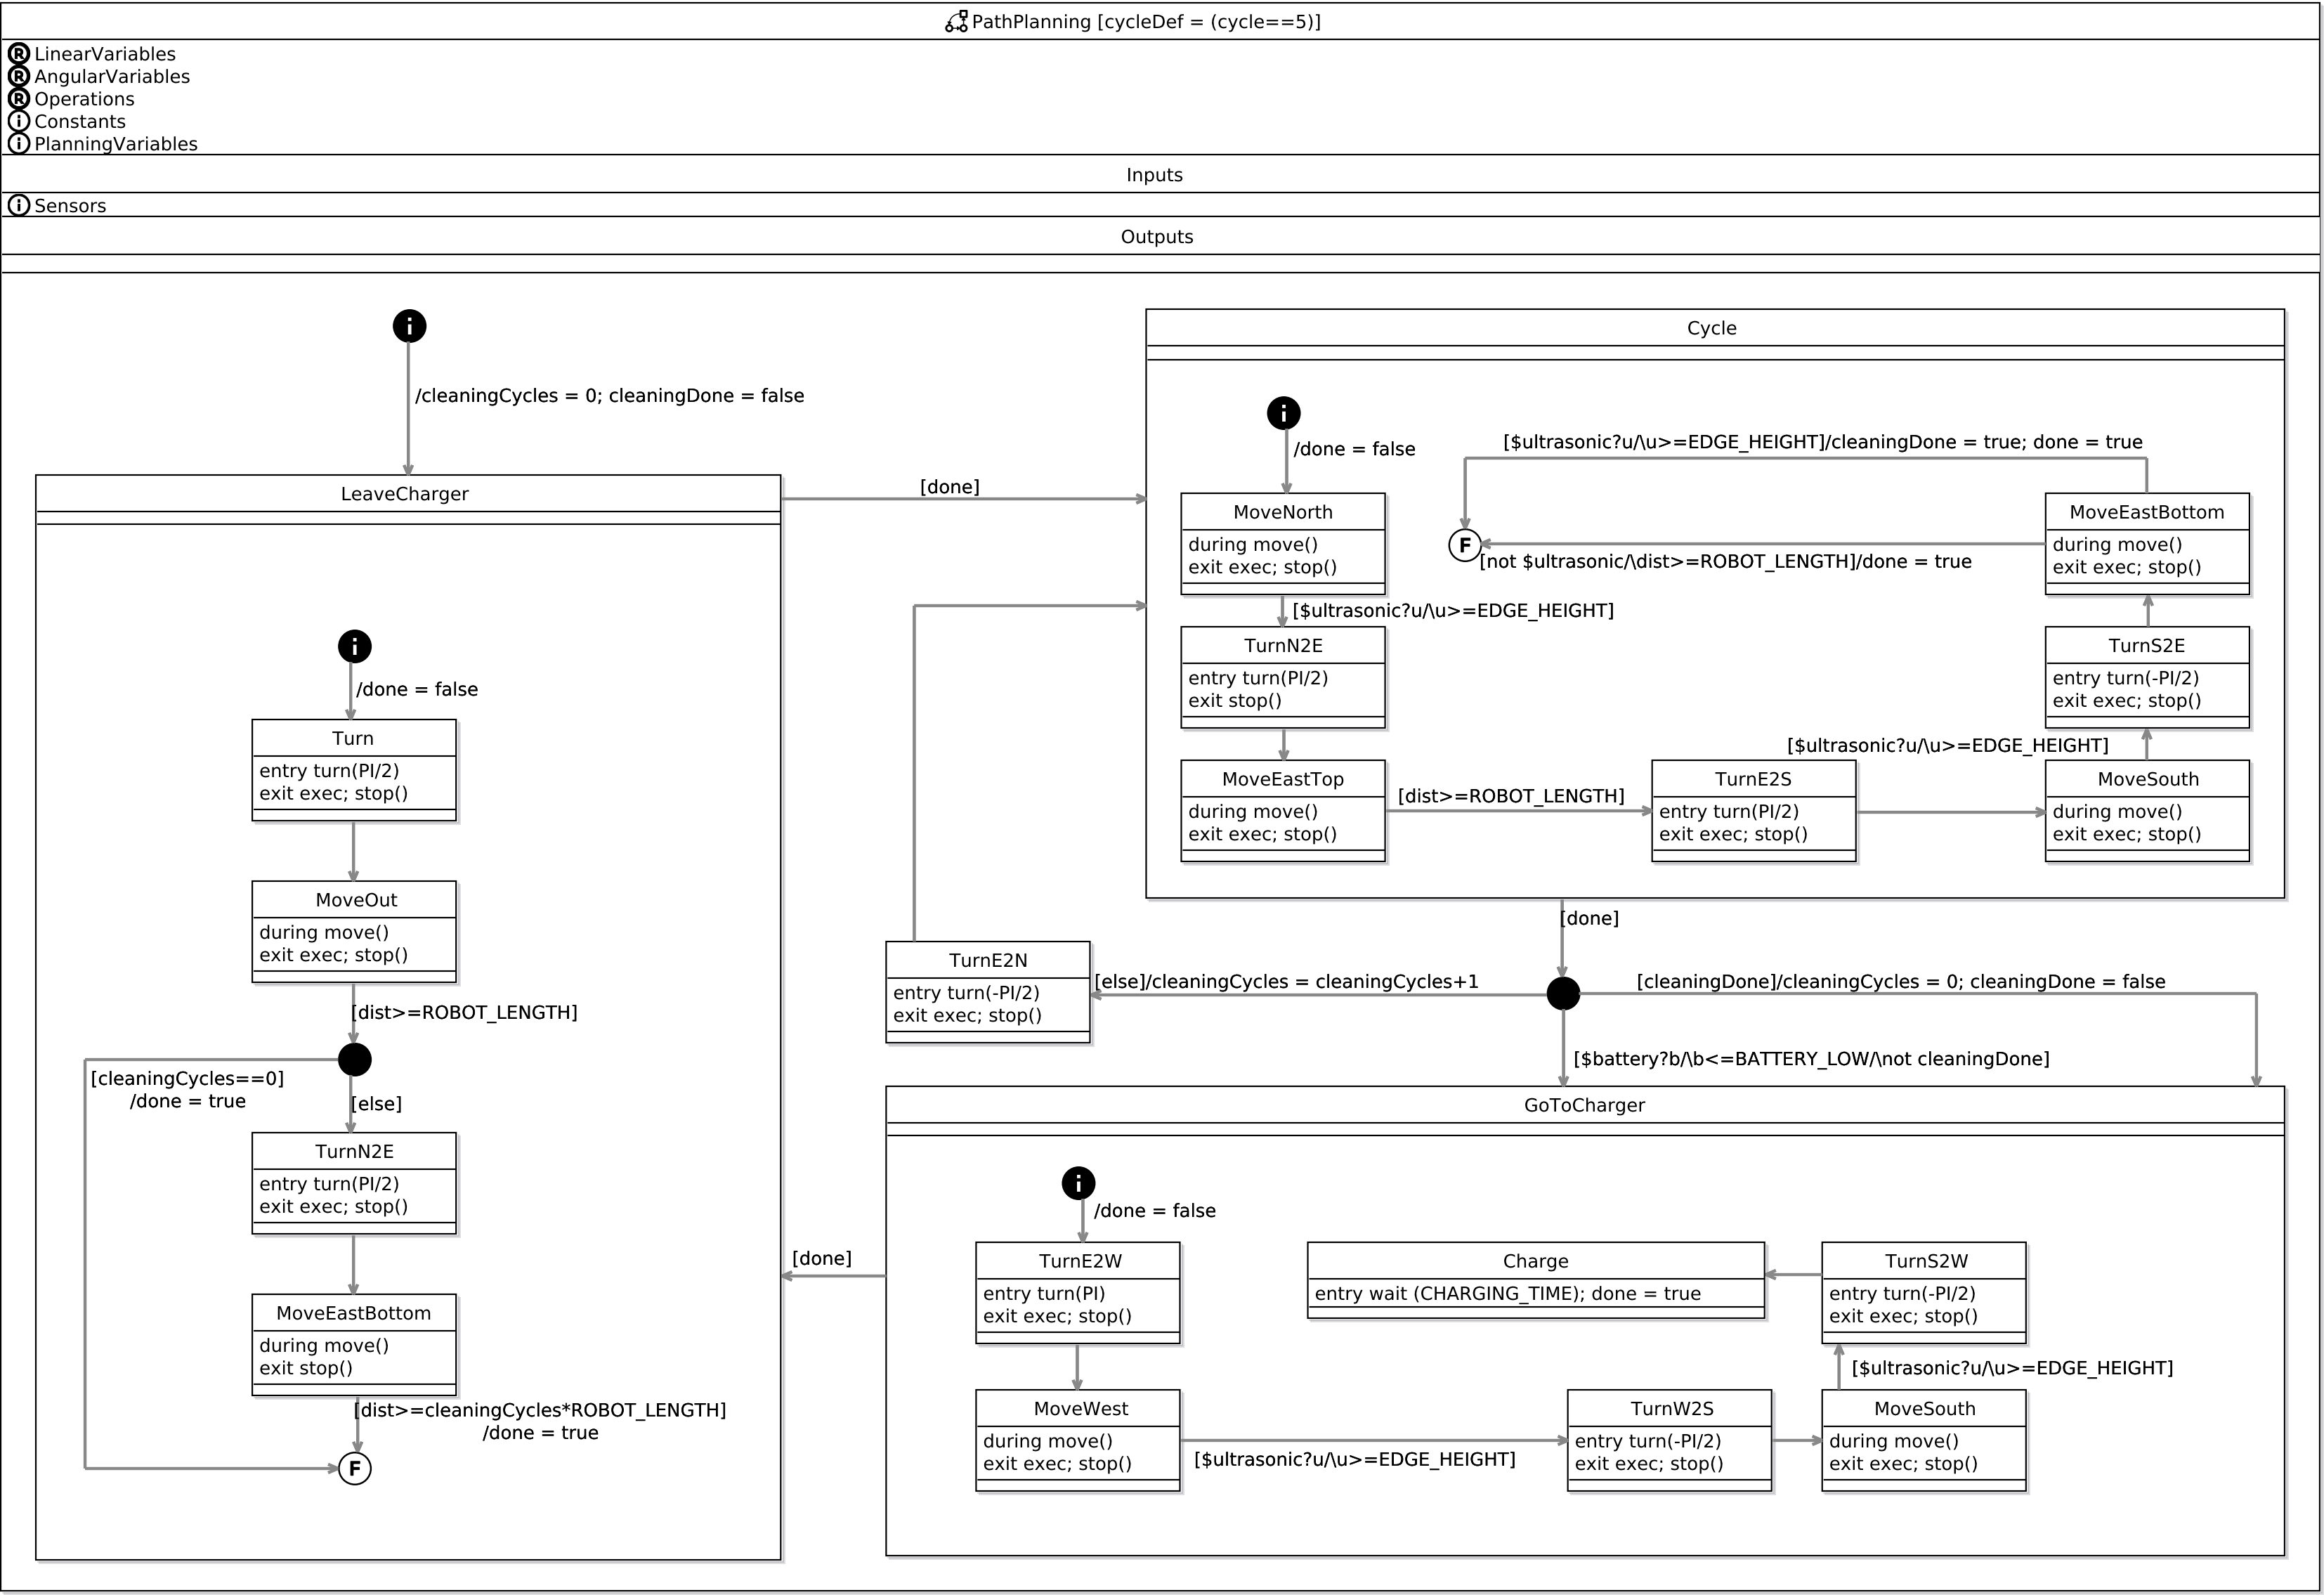 PathPlanning [cycleDef = (cycle==5)]
R LinearVariables
R AngularVariables
R Operations
i Constants
i PlanningVariables
Inputs
i Sensors
Outputs
i
/cleaningCycles = 0; cleaningDone = false
LeaveCharger
i
/done = false
Turn
entry turn(PI/2)
exit exec; stop()
MoveOut
during move()
exit exec; stop()
[dist>=ROBOT_LENGTH]
[cleaningCycles==0]
/done = true
[else]
TurnN2E
entry turn(PI/2)
exit exec; stop()
MoveEastBottom
during move()
exit stop()
[dist>=cleaningCycles*ROBOT_LENGTH]
/done = true
F
[done]
Cycle
i
/done = false
MoveNorth
during move()
exit exec; stop()
[$ultrasonic?u/\u>=EDGE_HEIGHT]
TurnN2E
entry turn(PI/2)
exit stop()
MoveEastTop
during move()
exit exec; stop()
[dist>=ROBOT_LENGTH]
TurnE2S
entry turn(PI/2)
exit exec; stop()
MoveSouth
during move()
exit exec; stop()
[$ultrasonic?u/\u>=EDGE_HEIGHT]
TurnS2E
entry turn(-PI/2)
exit exec; stop()
MoveEastBottom
during move()
exit exec; stop()
[$ultrasonic?u/\u>=EDGE_HEIGHT]/cleaningDone = true; done = true
F
[not $ultrasonic/\dist>=ROBOT_LENGTH]/done = true
[done]
TurnE2N
entry turn(-PI/2)
exit exec; stop()
[else]/cleaningCycles = cleaningCycles+1
[cleaningDone]/cleaningCycles = 0; cleaningDone = false
[$battery?b/\b<=BATTERY_LOW/\not cleaningDone]
GoToCharger
i
/done = false
TurnE2W
entry turn(PI)
exit exec; stop()
MoveWest
during move()
exit exec; stop()
[$ultrasonic?u/\u>=EDGE_HEIGHT]
TurnW2S
entry turn(-PI/2)
exit exec; stop()
MoveSouth
during move()
exit exec; stop()
[$ultrasonic?u/\u>=EDGE_HEIGHT]
TurnS2W
entry turn(-PI/2)
exit exec; stop()
Charge
entry wait (CHARGING_TIME); done = true
[done]